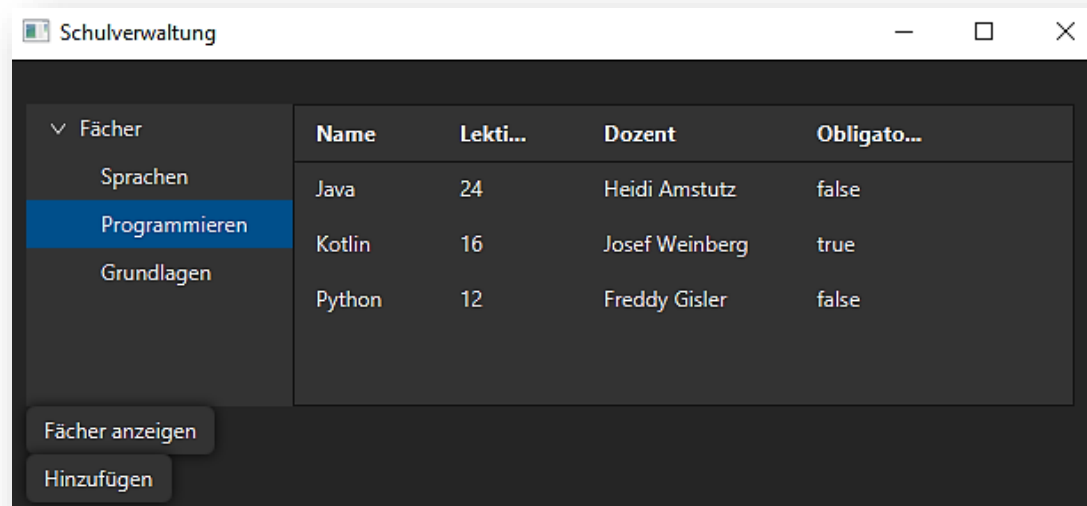 Schulverwaltung
Fächer
Sprachen
Programmieren
Grundlagen
Name Lekti... Dozent Obligato...
Java 24 Heidi Amstutz false
Kotlin 16 Josef Weinberg true
Python 12 Freddy Gisler false
Fächer anzeigen
Hinzufügen